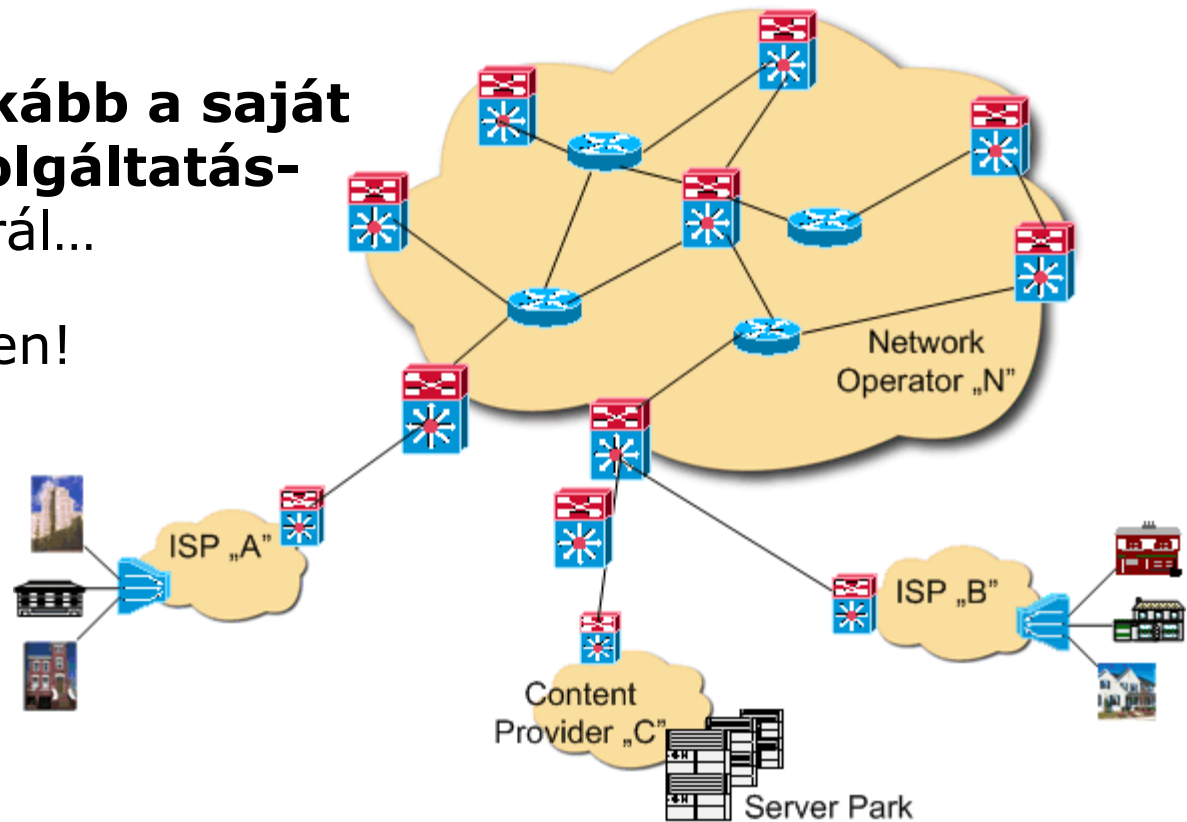 kább a saját
olgáltatás-
rál...
en!
Network
Operator „N”
ISP „A”
ISP „B”
Content
Provider „C”
Server Park